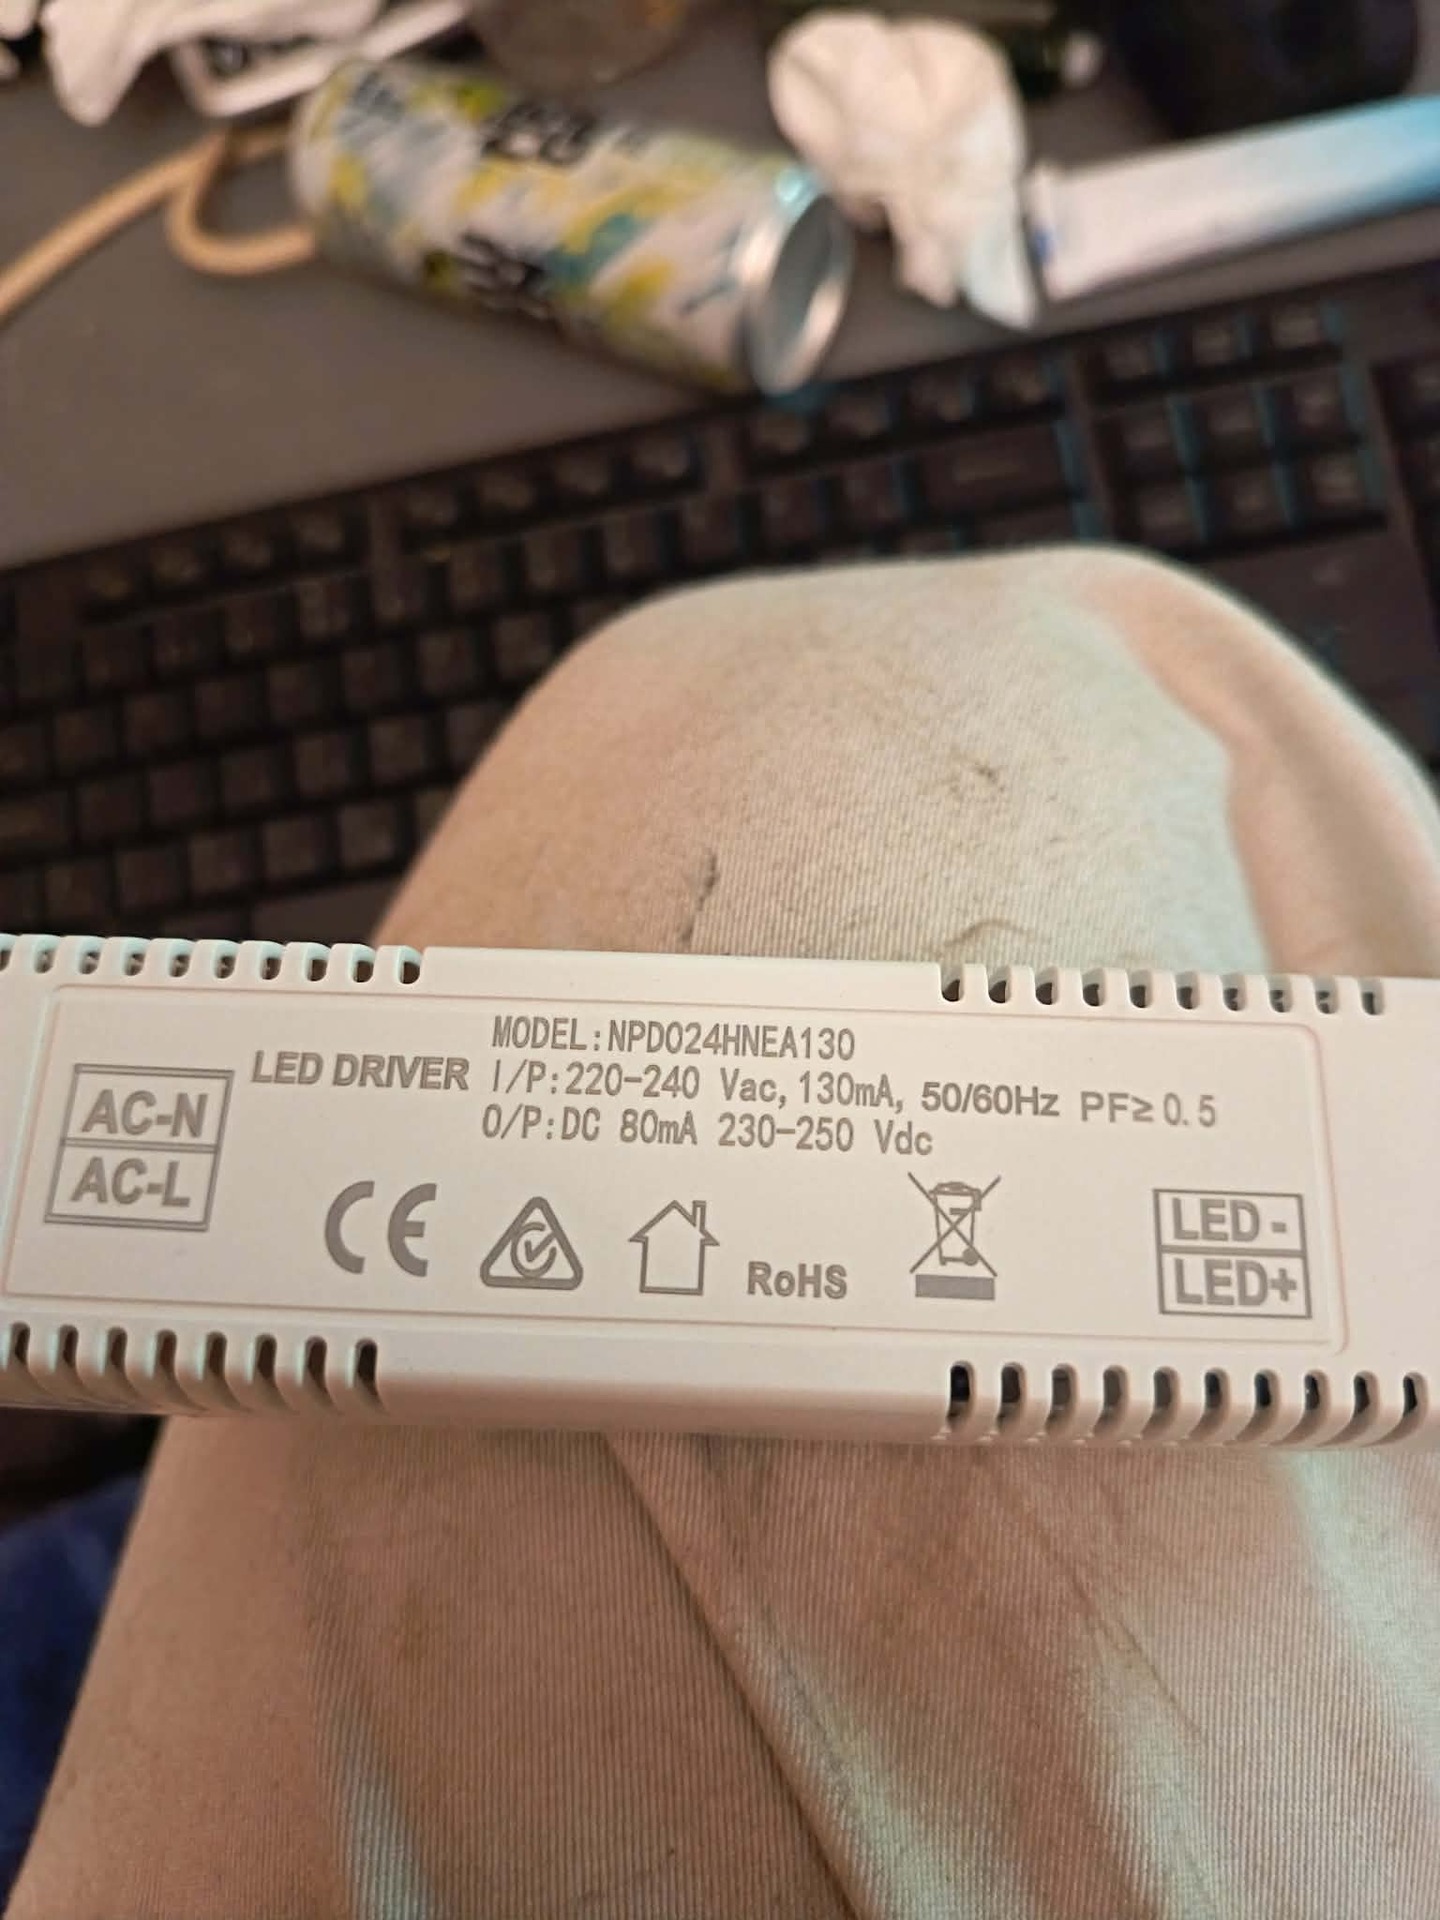 MODEL:NPD024HNEA130
LED DRIVER I/P:220-240 Vac, 130mA, 50/60Hz PF≥0.5
O/P:DC 80mA 230-250 Vdc
AC-N
AC-L
CE
RoHS
LED -
LED+